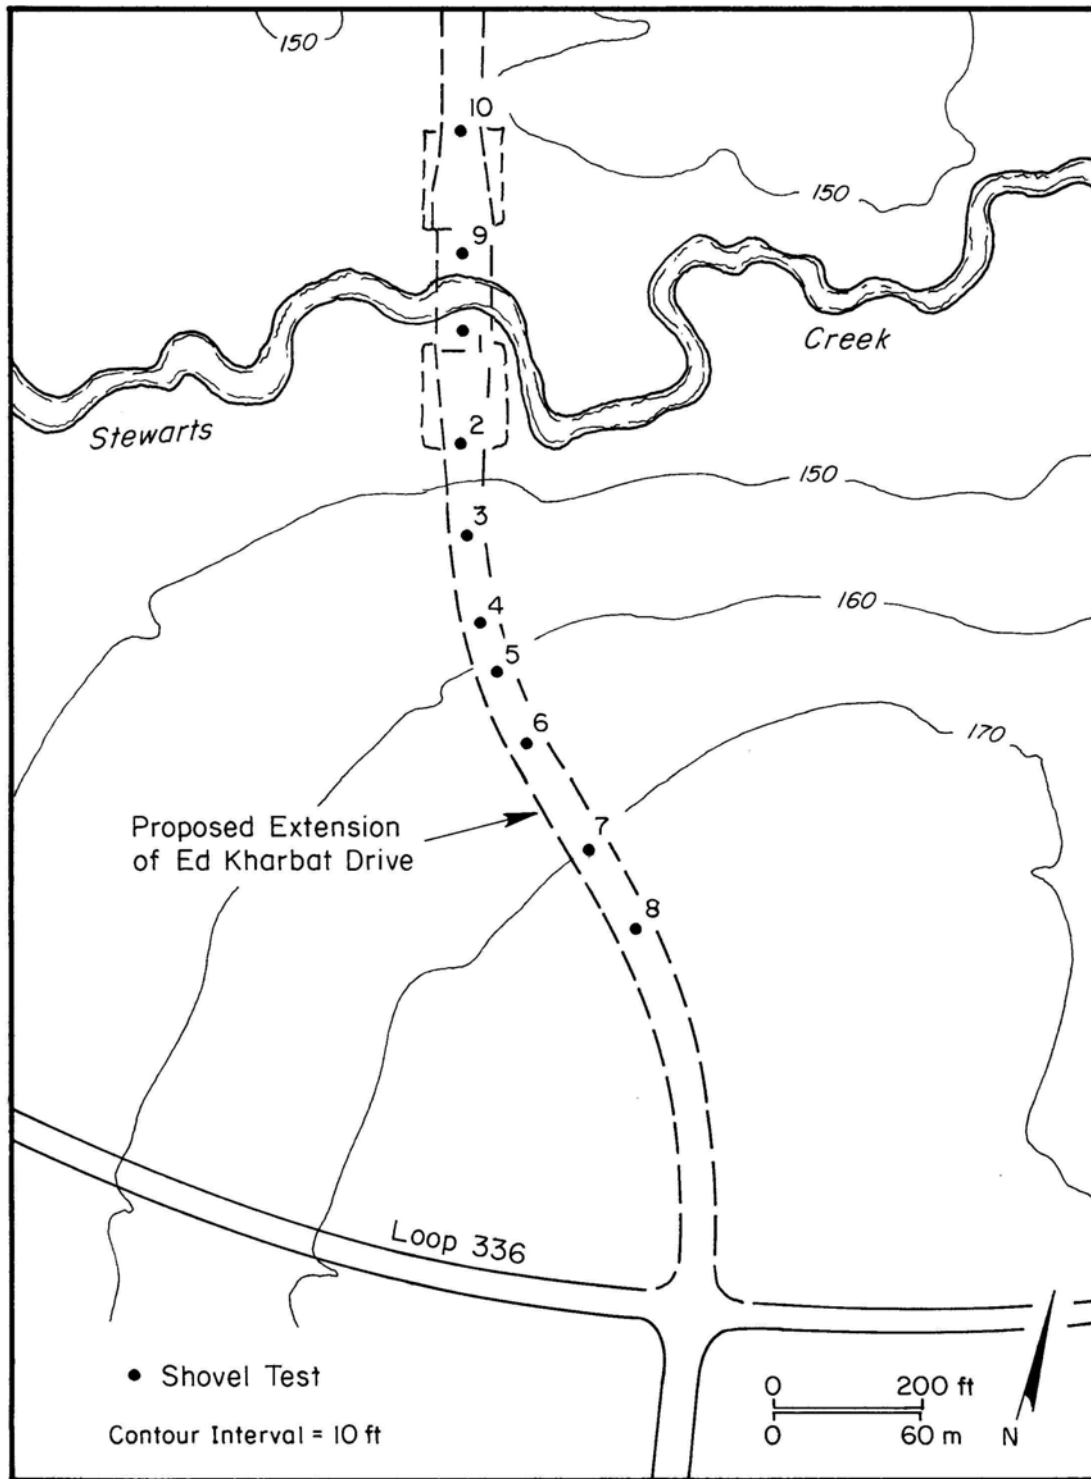 150
10
150
9
Creek
1
Stewarts
2
150
3
4
160
5
6
170
Proposed Extension
of Ed Kharbat Drive
7
8
Loop 336
Shovel Test
Contour Interval = 10 ft
0 200 ft
0 60 m
N